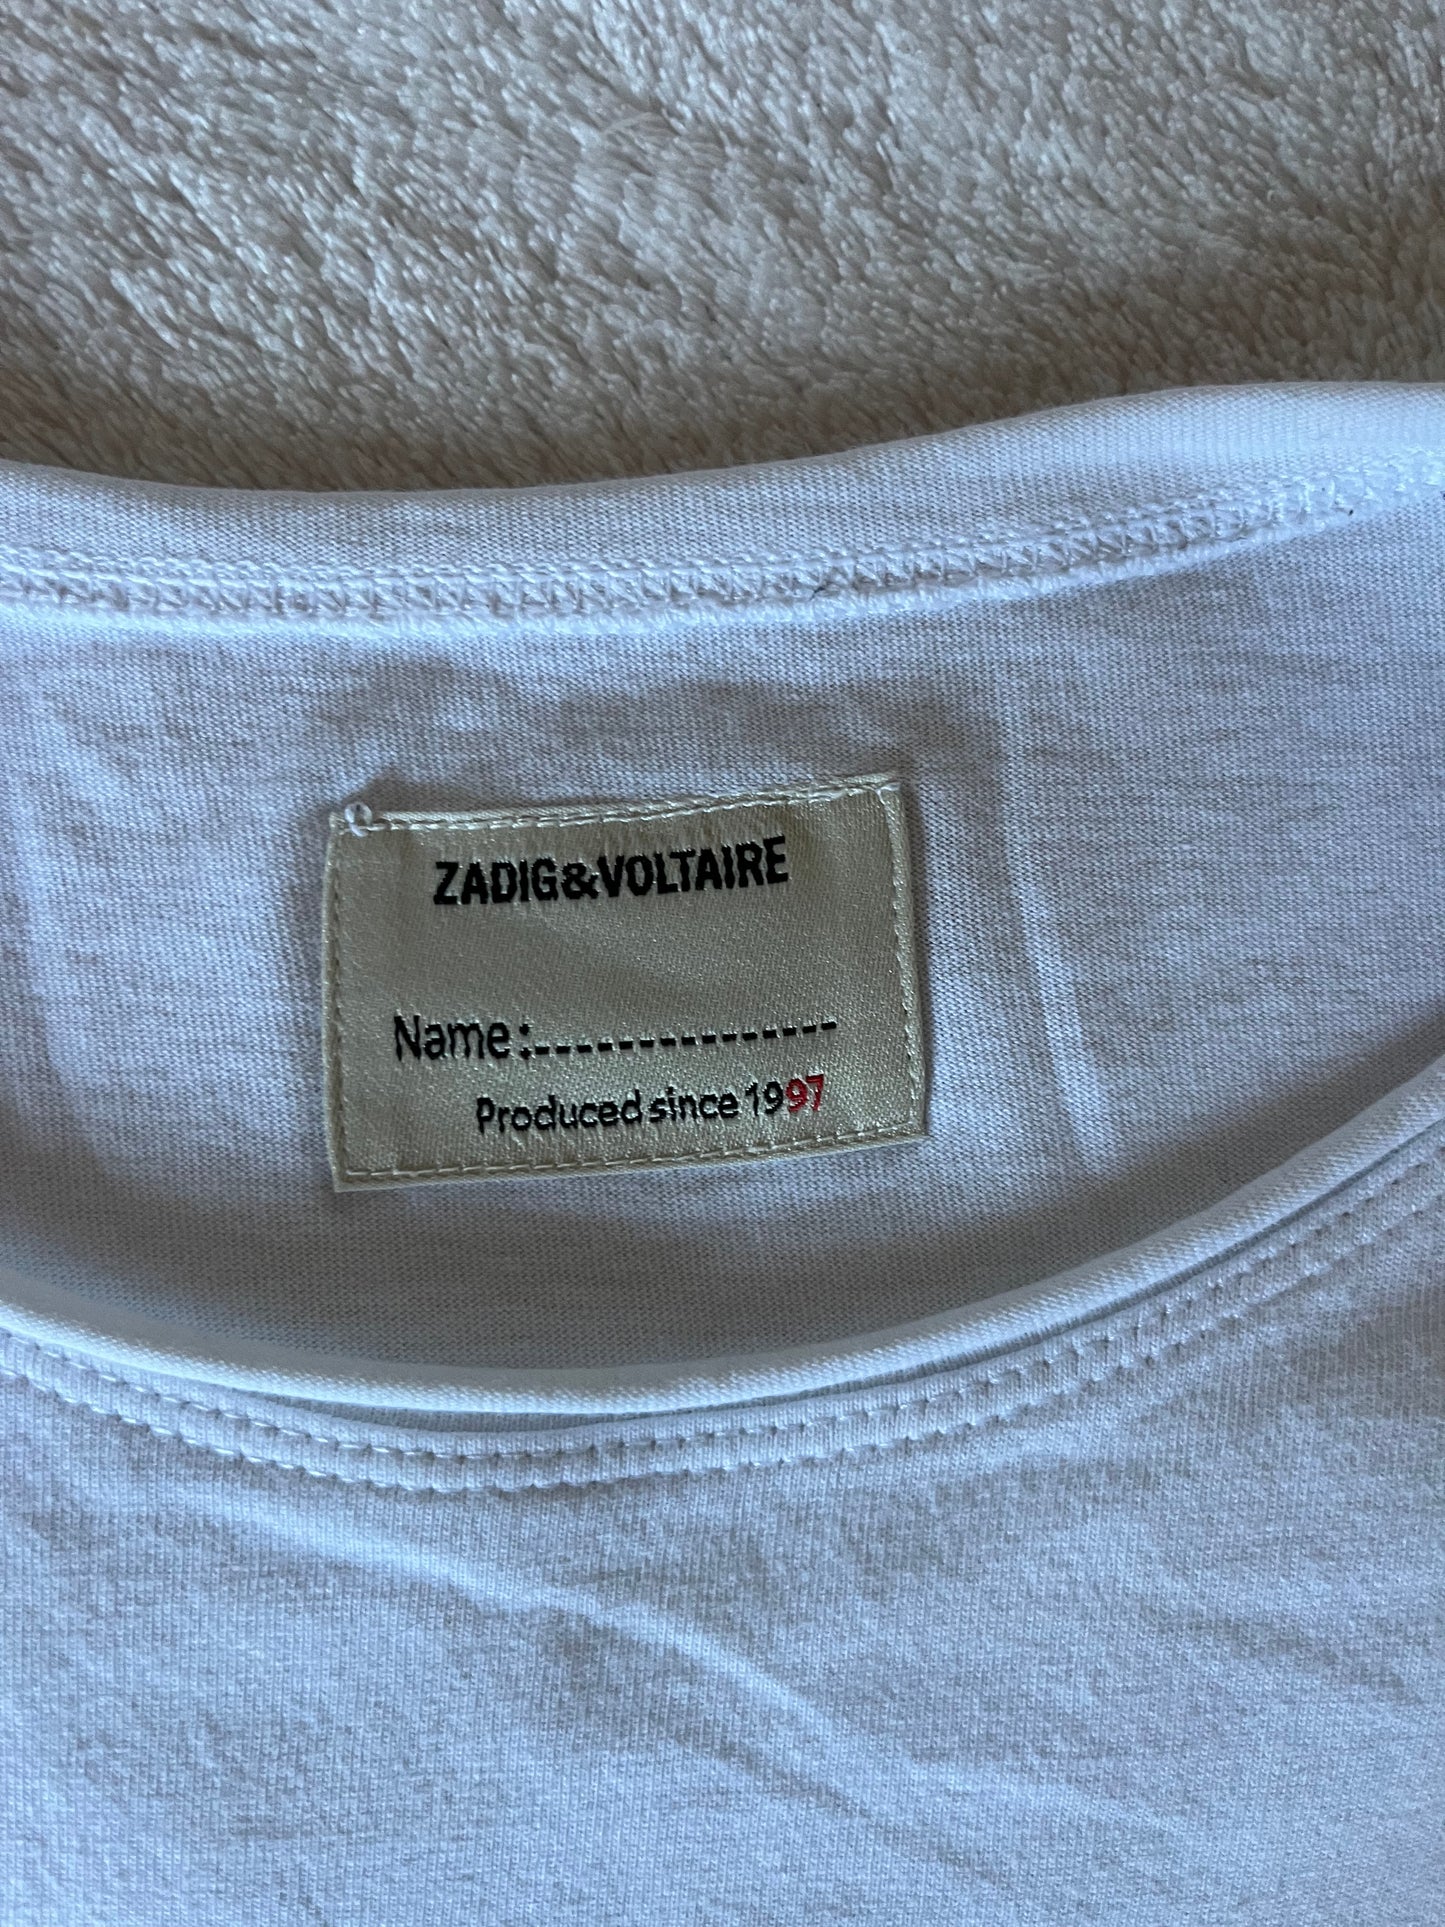 ZADIG&VOLTAIRE
Name:---------------
Produced since 1997